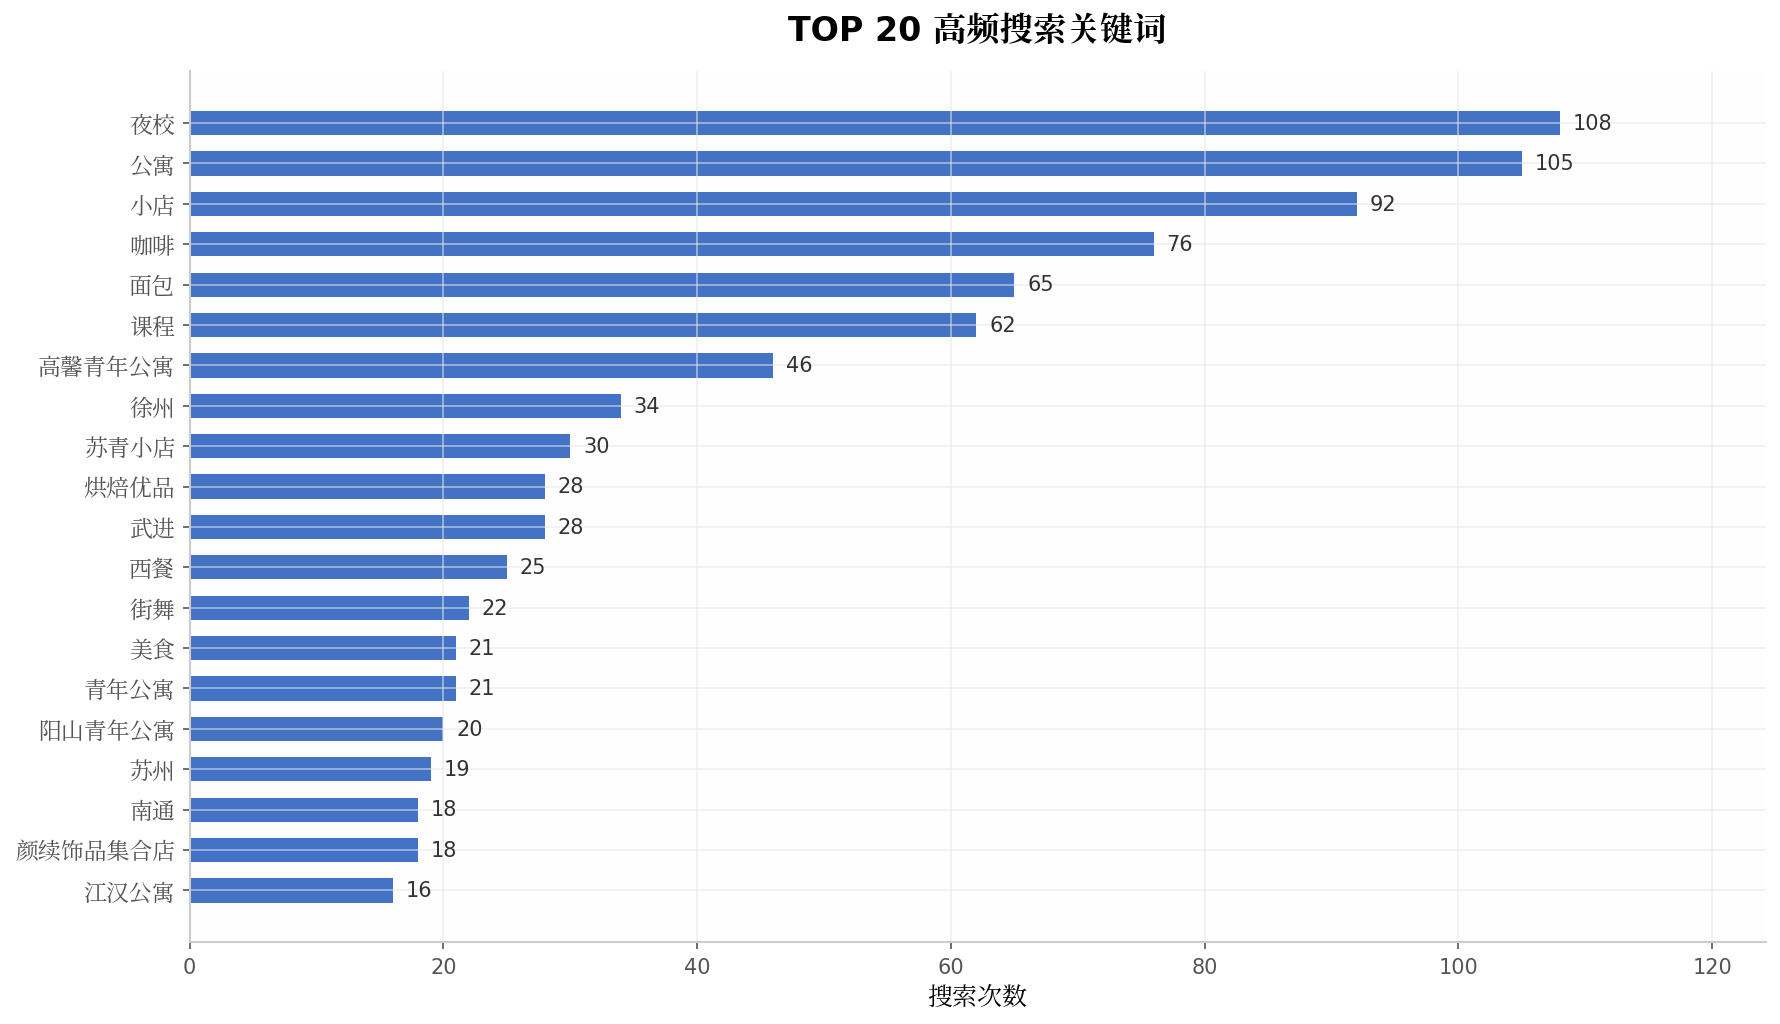 TOP 20 高频搜索关键词
夜校 108
公寓 105
小店 92
咖啡 76
面包 65
课程 62
高馨青年公寓 46
徐州 34
苏青小店 30
烘焙优品 28
武进 28
西餐 25
街舞 22
美食 21
青年公寓 21
阳山青年公寓 20
苏州 19
南通 18
颜续饰品集合店 18
江汉公寓 16
0 20 40 60 80 100 120
搜索次数